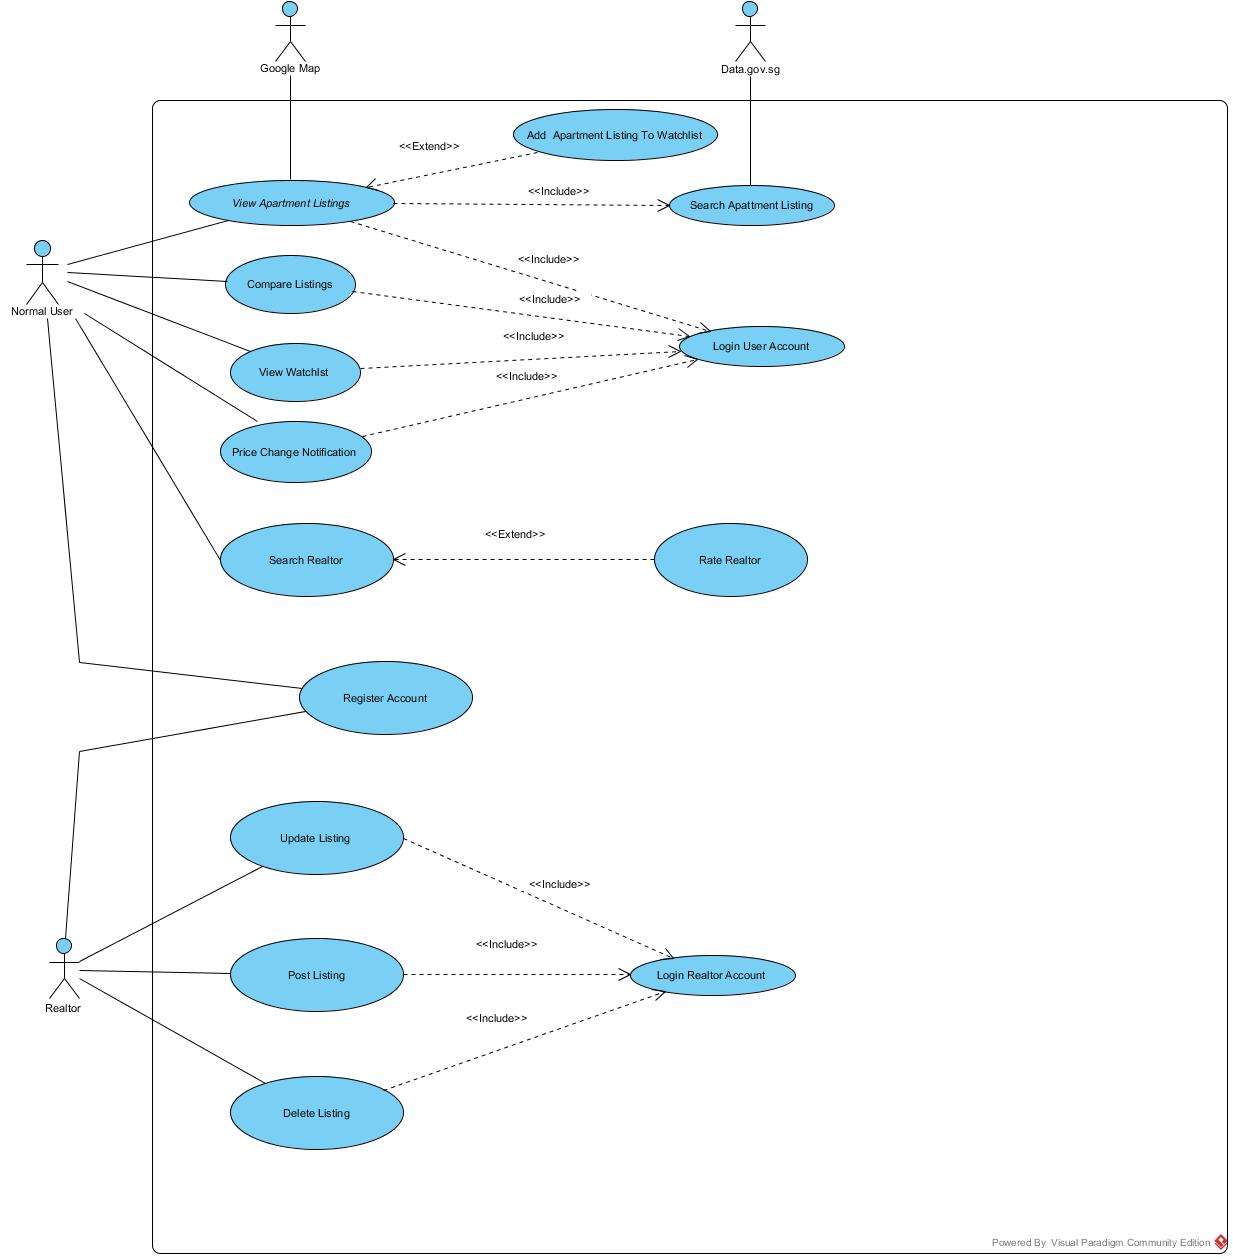 Google Map
Data.gov.sg
Add  Apartment Listing To Watchlist
<<Extend>>
<<Include>>
View Apartment Listings
Search Apattment Listing
<<Include>>
Compare Listings
<<Include>>
Normal User
<<Include>>
Login User Account
View Watchlst
<<Include>>
Price Change Notification
<<Extend>>
Search Realtor
Rate Realtor
Register Account
Update Listing
<<Include>>
<<Include>>
Post Listing
Login Realtor Account
Realtor
<<Include>>
Delete Listing
Powered By  Visual Paradigm Community Edition